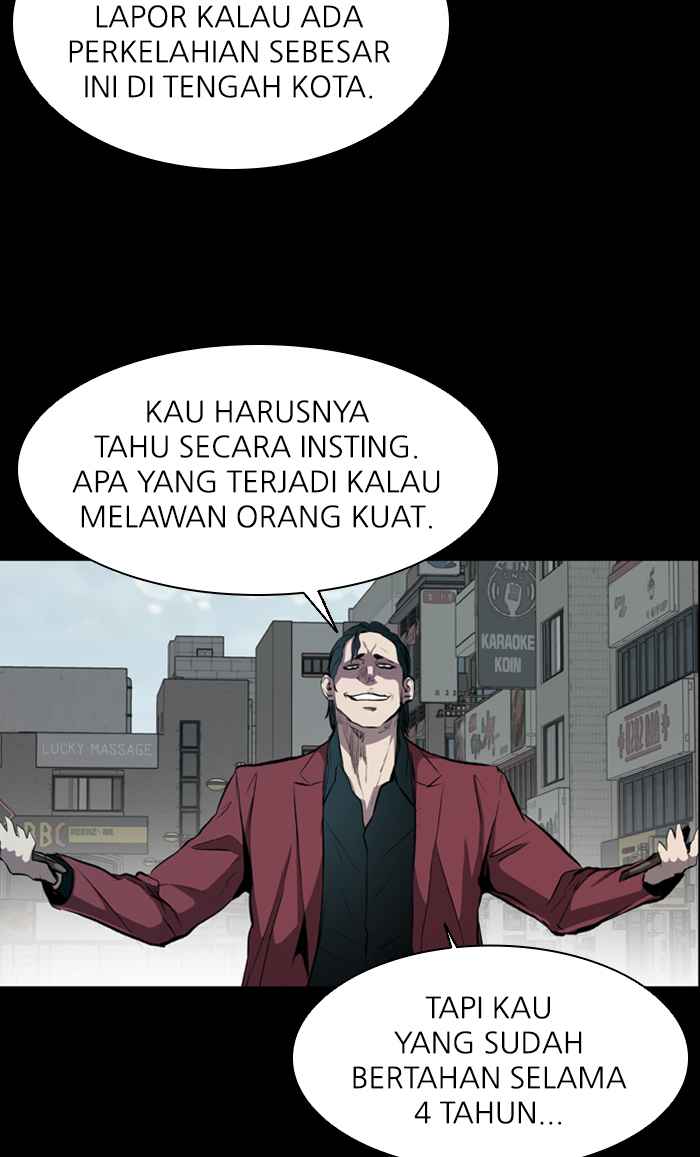 LAPOR KALAU ADA
PERKELAHIAN SEBESAR
INI DI TENGAH KOTA.
KAU HARUSNYA
TAHU SECARA INSTING.
APA YANG TERJADI KALAU
MELAWAN ORANG KUAT.
KARAOKE
KOIN
LUCKY MASSAGE
BBC
TAPI KAU
YANG SUDAH
BERTAHAN SELAMA
4 TAHUN...